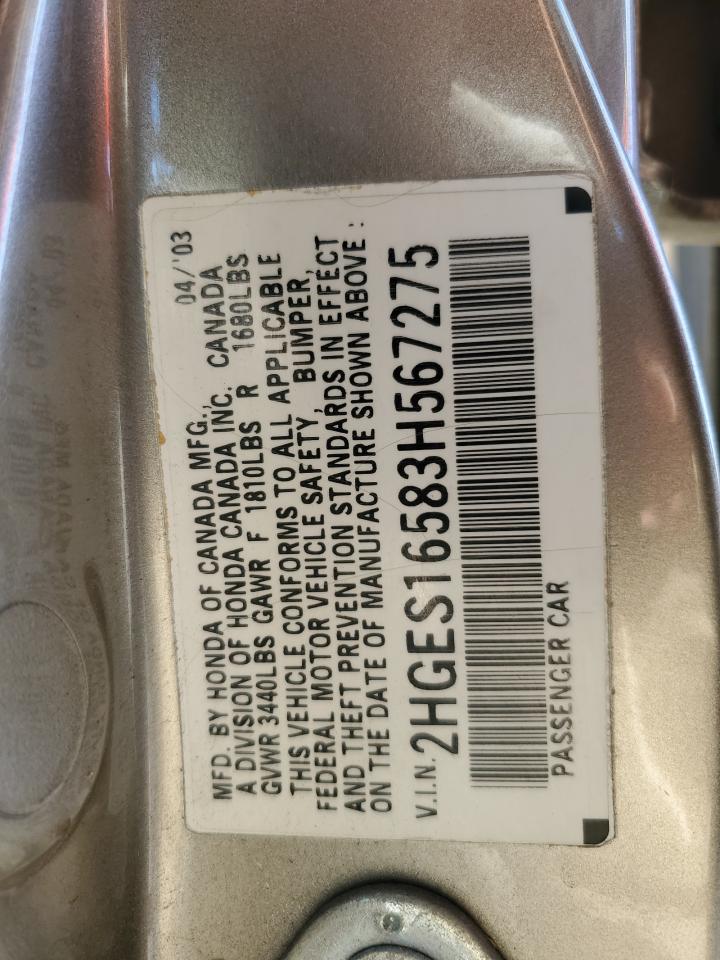 MFD. BY HONDA OF CANADA MFG., 04/'03
A DIVISION OF HONDA CANADA INC. CANADA
GVWR 3440LBS GAWR F 1810LBS R 1680LBS
THIS VEHICLE CONFORMS TO ALL APPLICABLE
FEDERAL MOTOR VEHICLE SAFETY, BUMPER,
AND THEFT PREVENTION STANDARDS IN EFFECT
ON THE DATE OF MANUFACTURE SHOWN ABOVE :
V.I.N. 2HGES16583H567275
PASSENGER CAR